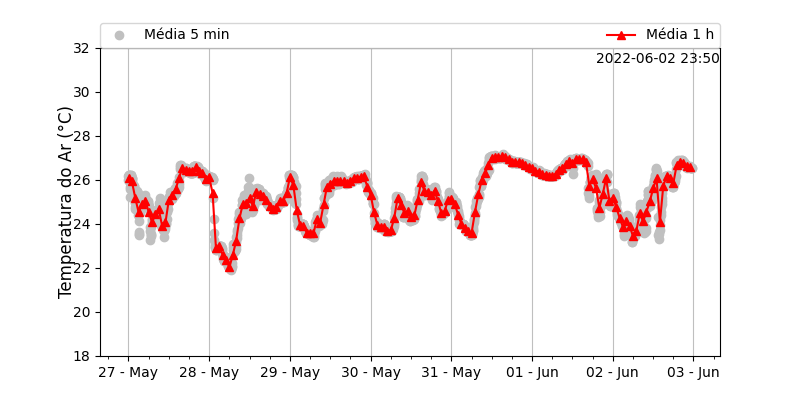 Média 5 min
Média 1 h
2022-06-02 23:50
Temperatura do Ar (°C)
32
30
28
26
24
22
20
18
27 - May
28 - May
29 - May
30 - May
31 - May
01 - Jun
02 - Jun
03 - Jun